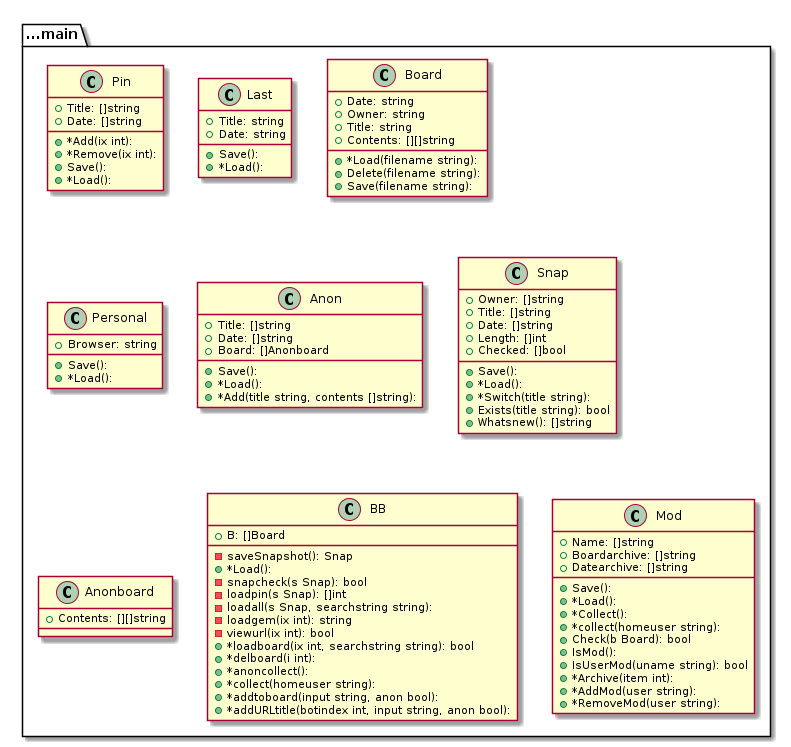 ...main
C Pin
Title: []string
Date: []string
*Add(ix int):
*Remove(ix int):
Save():
*Load():
C Last
Title: string
Date: string
Save():
*Load():
C Board
Date: string
Owner: string
Title: string
Contents: [][]string
*Load(filename string):
Delete(filename string):
Save(filename string):
C Personal
Browser: string
Save():
*Load():
C Anon
Title: []string
Date: []string
Board: []Anonboard
Save():
*Load():
*Add(title string, contents []string):
C Snap
Owner: []string
Title: []string
Date: []string
Length: []int
Checked: []bool
Save():
*Load():
*Switch(title string):
Exists(title string): bool
Whatsnew(): []string
C Anonboard
Contents: [][]string
C BB
B: []Board
saveSnapshot(): Snap
*Load():
snapcheck(s Snap): bool
loadpin(s Snap): []int
loadall(s Snap, searchstring string):
loadgem(ix int): string
viewurl(ix int): bool
*loadboard(ix int, searchstring string): bool
*delboard(i int):
*anoncollect():
*collect(homeuser string):
*addtoboard(input string, anon bool):
*addURLtitle(botindex int, input string, anon bool):
C Mod
Name: []string
Boardarchive: []string
Datearchive: []string
Save():
*Load():
*Collect():
*collect(homeuser string):
Check(b Board): bool
IsMod():
IsUserMod(uname string): bool
*Archive(item int):
*AddMod(user string):
*RemoveMod(user string):